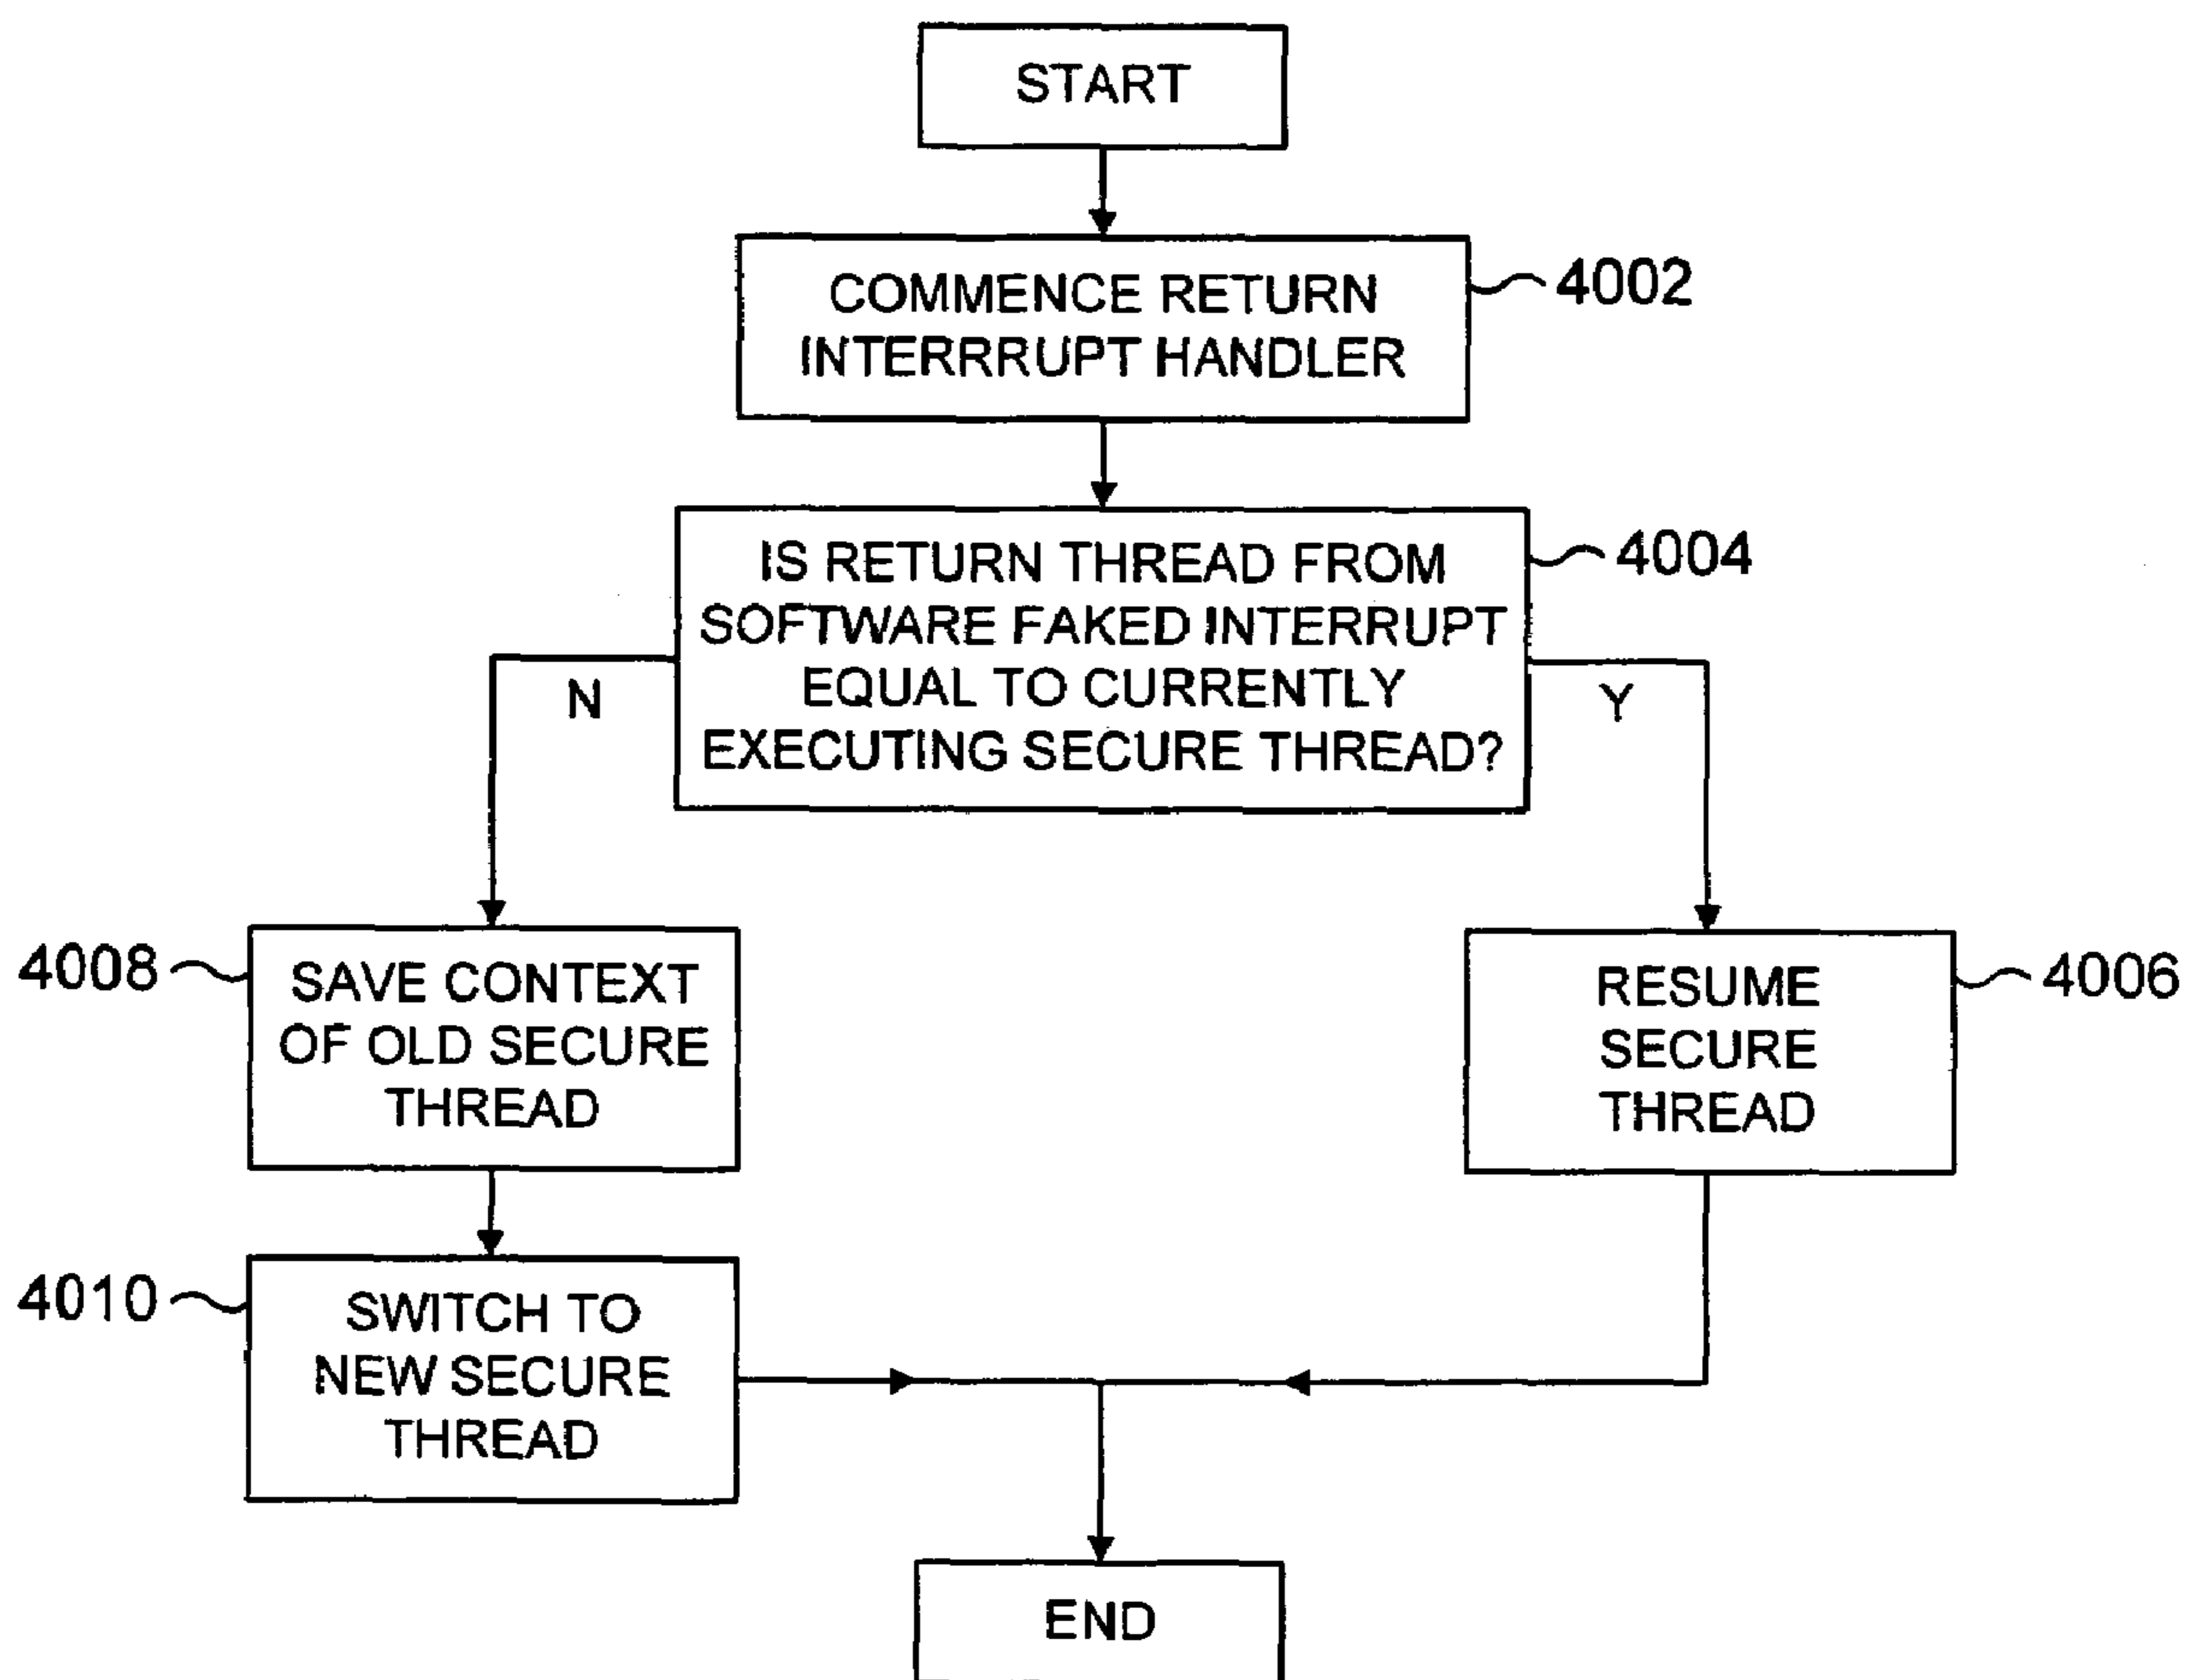 START
COMMENCE RETURN
INTERRRUPT HANDLER
4002
IS RETURN THREAD FROM
SOFTWARE FAKED INTERRUPT
EQUAL TO CURRENTLY
EXECUTING SECURE THREAD?
4004
N
Y
4008
SAVE CONTEXT
OF OLD SECURE
THREAD
RESUME
SECURE
THREAD
4006
4010
SWITCH TO
NEW SECURE
THREAD
END